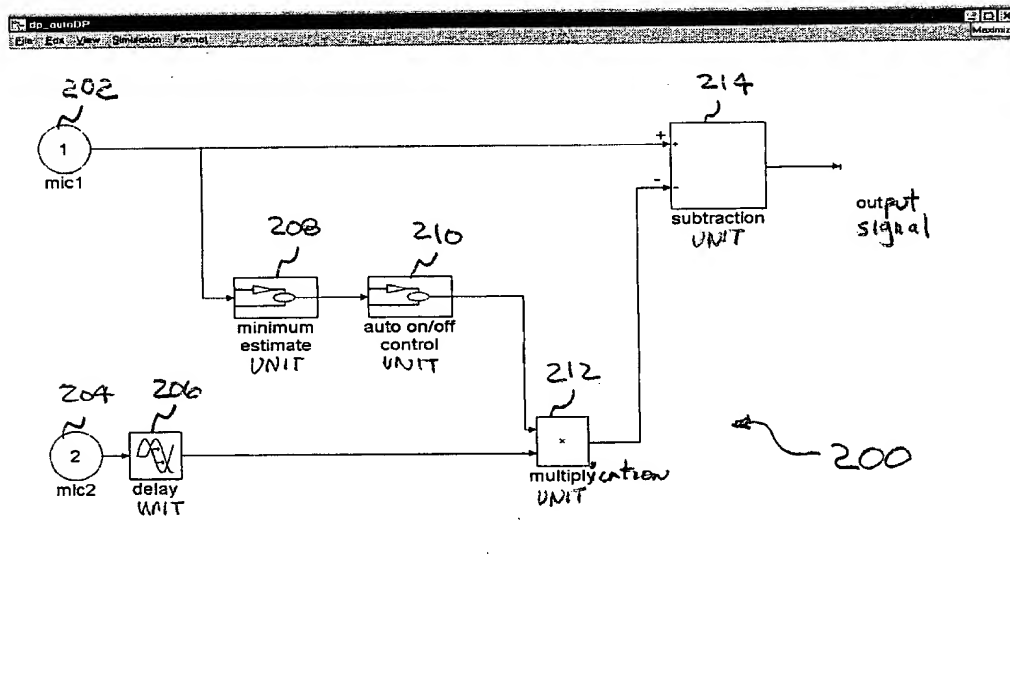 dp_autoDP
File Edit View Simulation Format
Maximiz
202
1
mic1
214
+
+
-
-
subtraction
UNIT
output
signal
208
210
minimum
estimate
UNIT
auto on/off
control
UNIT
204
206
2
mic2
delay
UNIT
212
x
multiplycation
UNIT
200